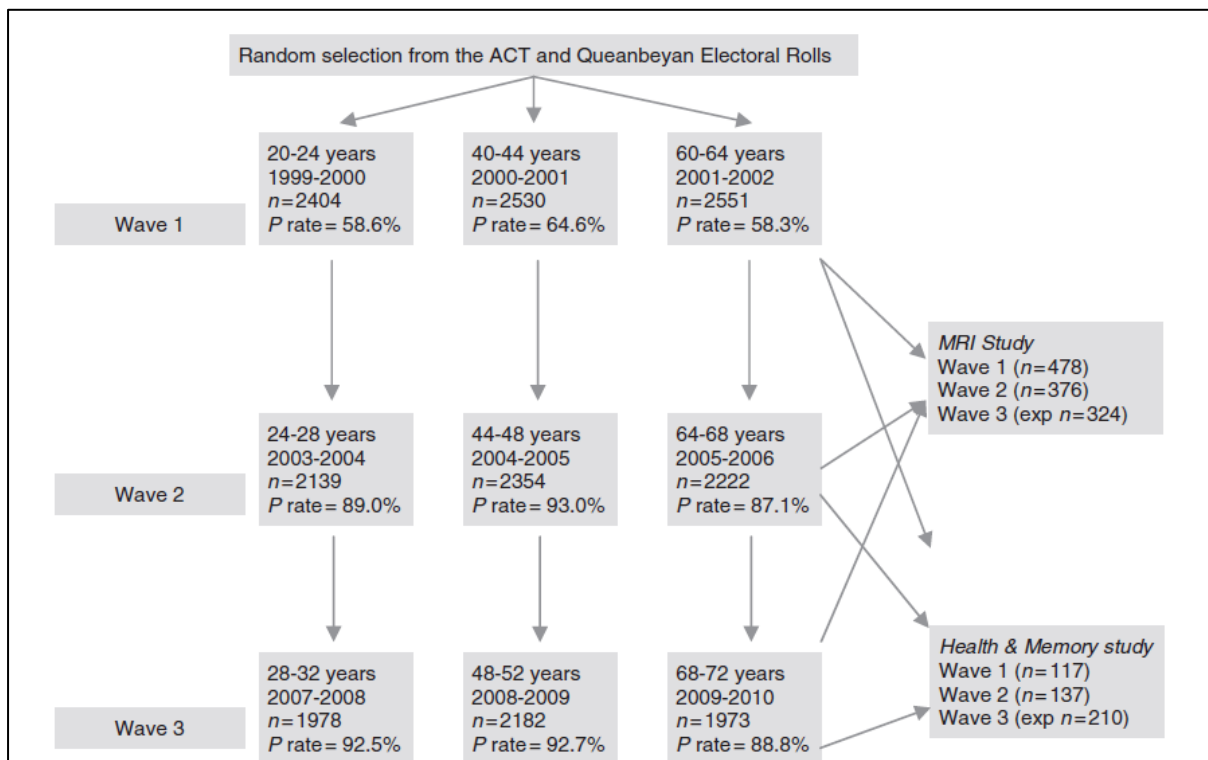 Random selection from the ACT and Queanbeyan Electoral Rolls
Wave 1
20-24 years
1999-2000
n=2404
P rate= 58.6%
40-44 years
2000-2001
n=2530
P rate= 64.6%
60-64 years
2001-2002
n=2551
P rate= 58.3%
MRI Study
Wave 1 (n=478)
Wave 2 (n=376)
Wave 3 (exp n=324)
Wave 2
24-28 years
2003-2004
n=2139
P rate= 89.0%
44-48 years
2004-2005
n=2354
P rate= 93.0%
64-68 years
2005-2006
n=2222
P rate= 87.1%
Health & Memory study
Wave 1 (n=117)
Wave 2 (n=137)
Wave 3 (exp n=210)
Wave 3
28-32 years
2007-2008
n=1978
P rate= 92.5%
48-52 years
2008-2009
n=2182
P rate= 92.7%
68-72 years
2009-2010
n=1973
P rate= 88.8%